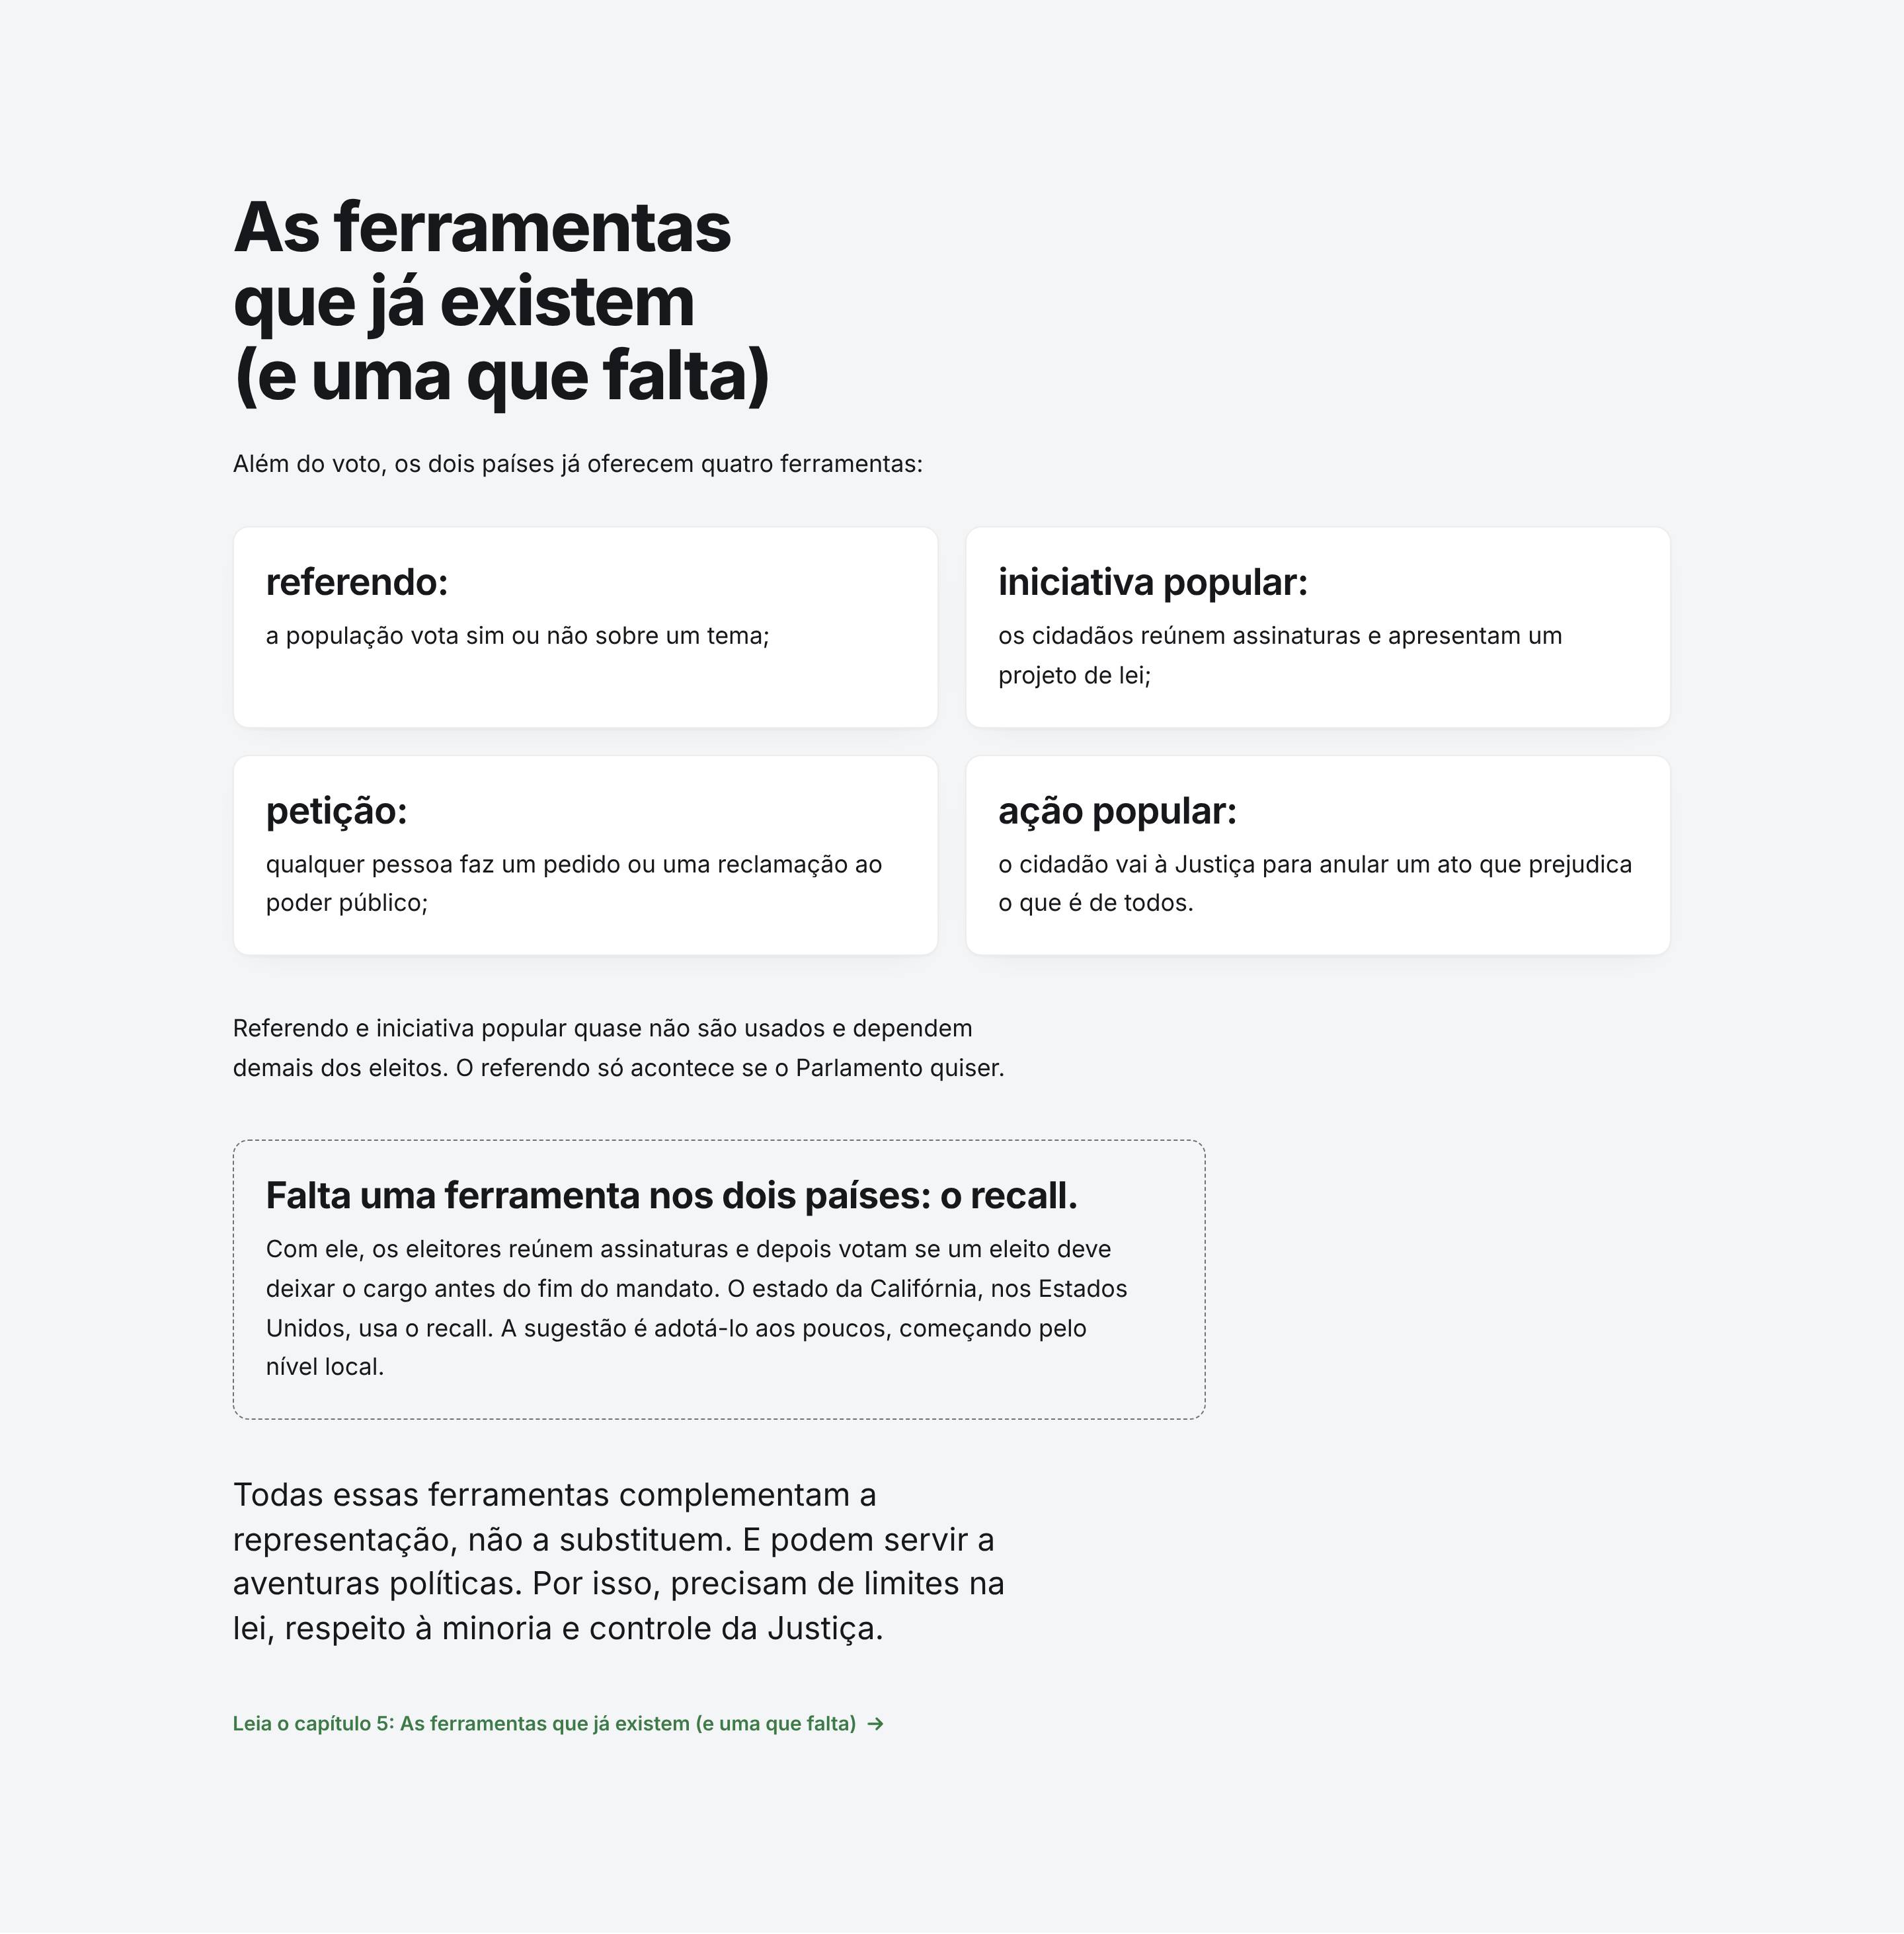 As ferramentas
que já existem
(e uma que falta)
Além do voto, os dois países já oferecem quatro ferramentas:
referendo:
a população vota sim ou não sobre um tema;
iniciativa popular:
os cidadãos reúnem assinaturas e apresentam um
projeto de lei;
petição:
qualquer pessoa faz um pedido ou uma reclamação ao
poder público;
ação popular:
o cidadão vai à Justiça para anular um ato que prejudica
o que é de todos.
Referendo e iniciativa popular quase não são usados e dependem
demais dos eleitos. O referendo só acontece se o Parlamento quiser.
Falta uma ferramenta nos dois países: o recall.
Com ele, os eleitores reúnem assinaturas e depois votam se um eleito deve
deixar o cargo antes do fim do mandato. O estado da Califórnia, nos Estados
Unidos, usa o recall. A sugestão é adotá-lo aos poucos, começando pelo
nível local.
Todas essas ferramentas complementam a
representação, não a substituem. E podem servir a
aventuras políticas. Por isso, precisam de limites na
lei, respeito à minoria e controle da Justiça.
Leia o capítulo 5: As ferramentas que já existem (e uma que falta) →